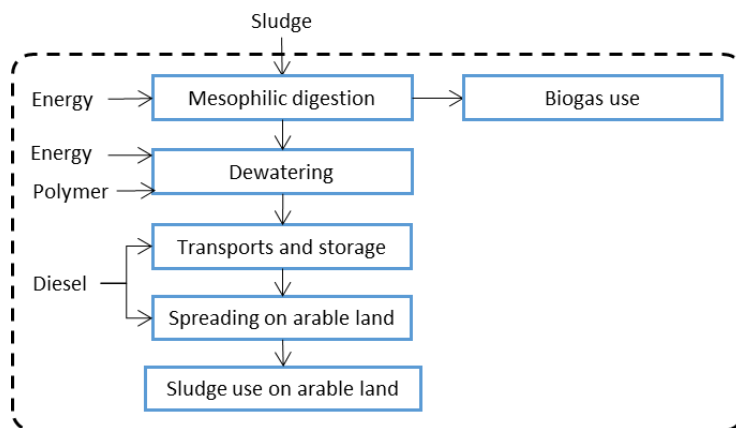 Sludge
Energy
Mesophilic digestion
Biogas use
Energy
Dewatering
Polymer
Transports and storage
Diesel
Spreading on arable land
Sludge use on arable land